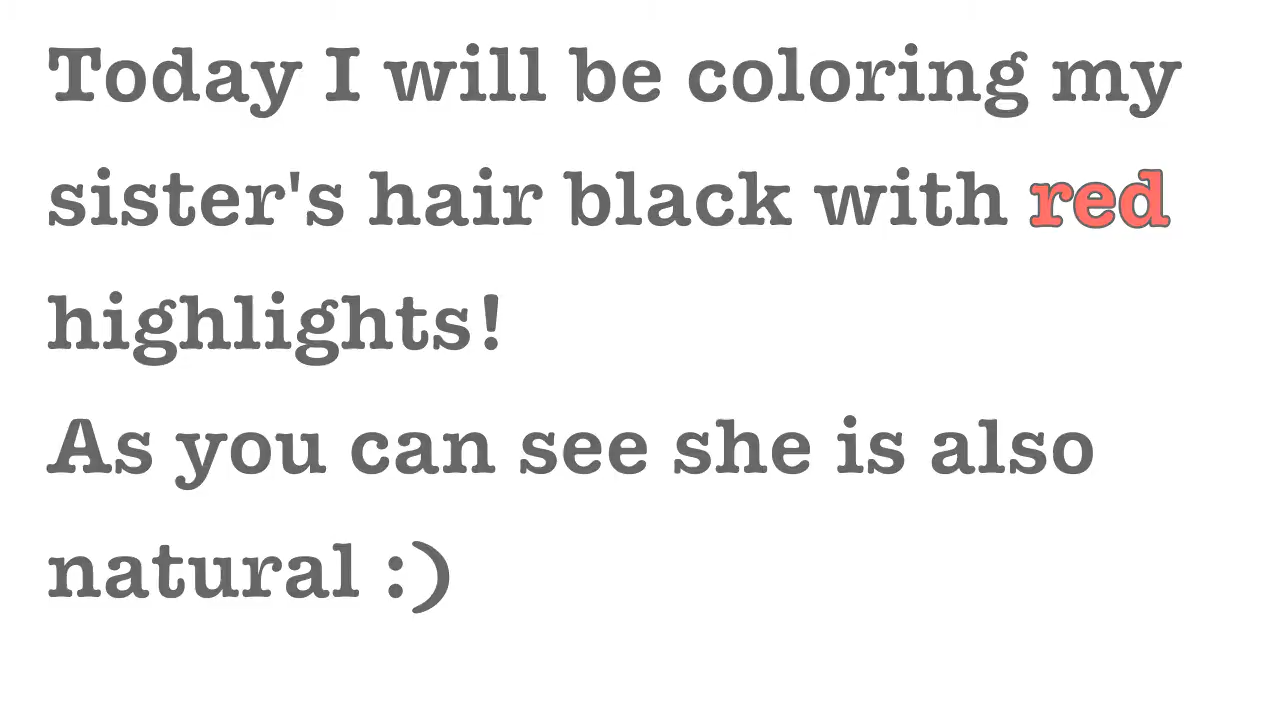 Today I will be coloring my
sister's hair black with red
highlights!
As you can see she is also
natural :)